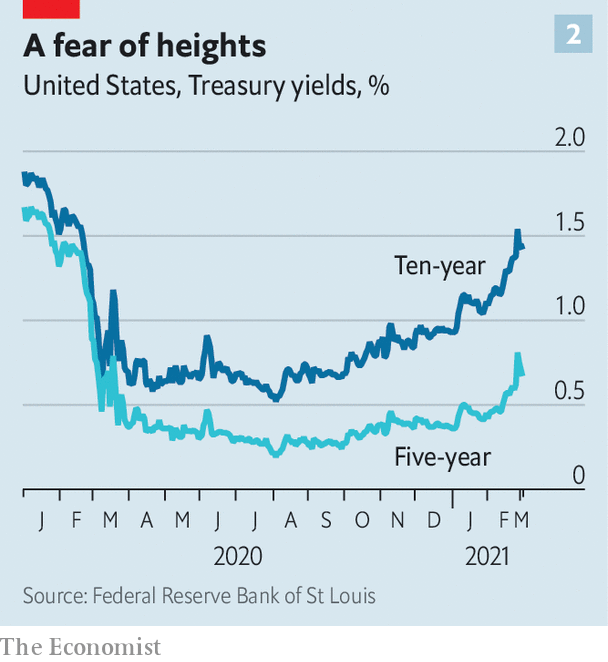 2
A fear of heights
United States, Treasury yields, %
2.0
1.5
Ten-year
1.0
0.5
Five-year
0
J F M A M J J A S O N D J F M
2020 2021
Source: Federal Reserve Bank of St Louis
The Economist